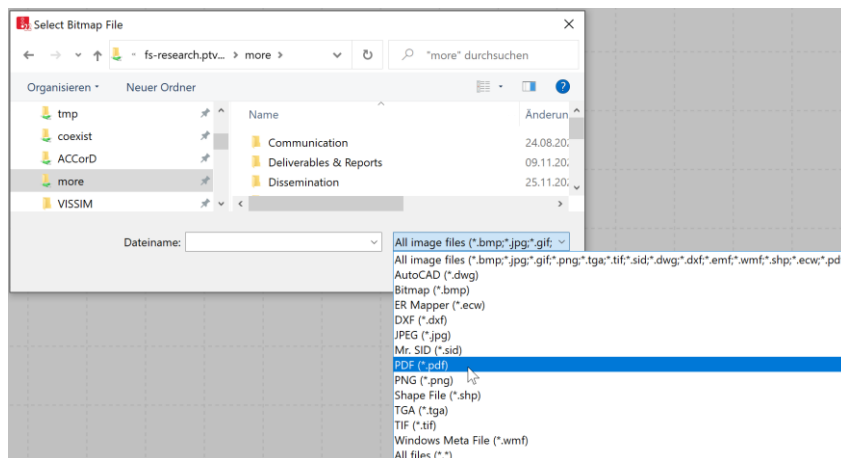 Select Bitmap File
fs-research.ptv... > more >
"more" durchsuchen
Organisieren
Neuer Ordner
tmp
coexist
ACCorD
more
VISSIM
Name
Änderun
Communication
24.08.202
Deliverables & Reports
09.11.202
Dissemination
25.11.202
Dateiname:
All image files (*.bmp;*.jpg;*.gif;
All image files (*.bmp;*.jpg;*.gif;*.png;*.tga;*.tif;*.sid;*.dwg;*.dxf;*.emf;*.wmf;*.shp;*.ecw;*.pd
AutoCAD (*.dwg)
Bitmap (*.bmp)
ER Mapper (*.ecw)
DXF (*.dxf)
JPEG (*.jpg)
Mr. SID (*.sid)
PDF (*.pdf)
PNG (*.png)
Shape File (*.shp)
TGA (*.tga)
TIF (*.tif)
Windows Meta File (*.wmf)
All files (*.*)